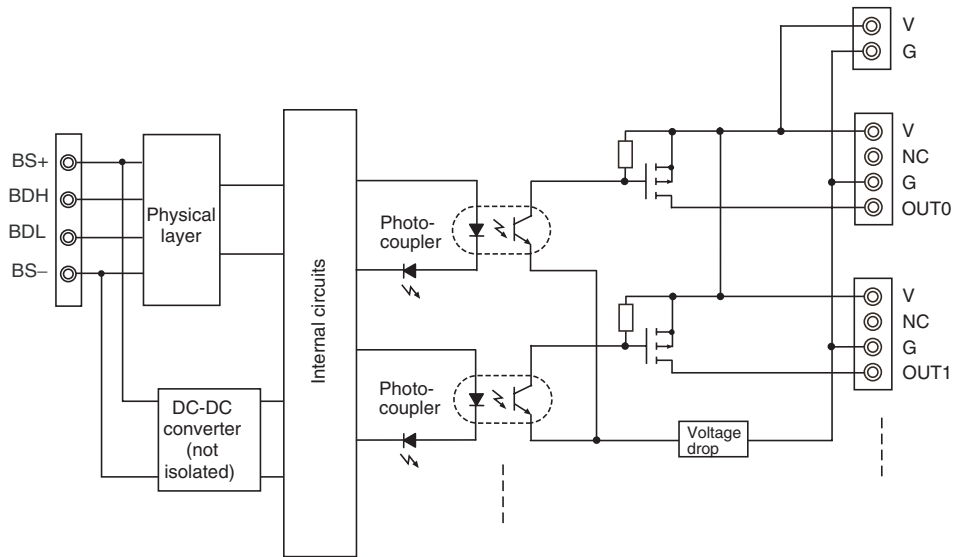 V
G
BS+
BDH
BDL
BS–
Physical
layer
DC-DC
converter
(not
isolated)
Internal circuits
Photo-
coupler
V
NC
G
OUT0
Photo-
coupler
V
NC
G
OUT1
Voltage
drop